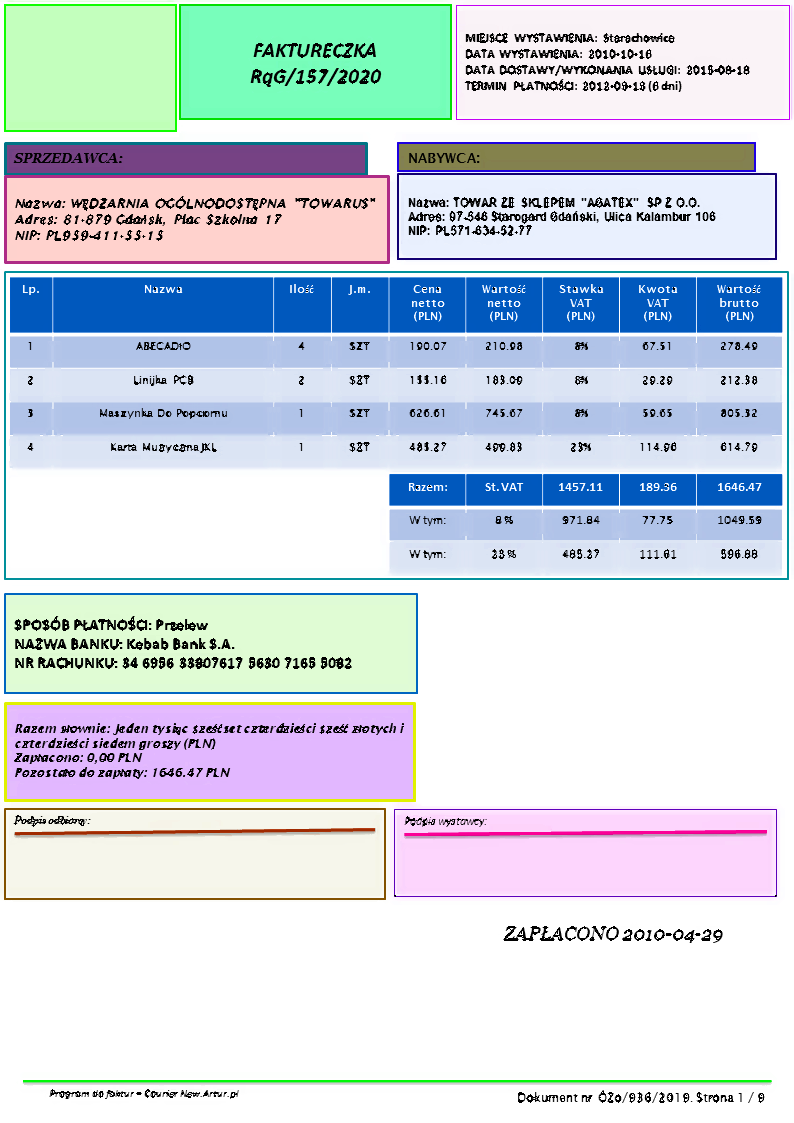 FAKTURECZKA
RąG/157/2020
MIEJSCE WYSTAWIENIA: Starachowice
DATA WYSTAWIENIA: 2010-10-16
DATA DOSTAWY/WYKONANIA USŁUGI: 2015-08-18
TERMIN PŁATNOŚCI: 2012-09-13 (6 dni)
SPRZEDAWCA:
Nazwa: WĘDZARNIA OGÓLNODOSTĘPNA "TOWARUS"
Adres: 81-879 Gdańsk, Plac Szkolna 17
NIP: PL959-411-55-15
NABYWCA:
Nazwa: TOWAR ZE SKLEPEM "AGATEX" SP Z O.O.
Adres: 97-546 Starogard Gdański, Ulica Kalambur 106
NIP: PL571-634-52-77
Lp. Nazwa Ilość J.m. Cena netto (PLN) Wartość netto (PLN) Stawka VAT (PLN) Kwota VAT (PLN) Wartość brutto (PLN)
1 ABECADŁO 4 SZT 190.07 210.98 8% 67.51 278.49
2 Linijka PCB 2 SZT 155.16 183.09 8% 29.29 212.38
3 Maszynka Do Popcornu 1 SZT 626.61 745.67 8% 59.65 805.32
4 Karta MuzycznaJKL 1 SZT 485.27 499.83 23% 114.96 614.79
Razem: St.VAT 1457.11 189.36 1646.47
W tym: 8 % 971.84 77.75 1049.59
W tym: 23 % 485.27 111.61 596.88
SPOSÓB PŁATNOŚCI: Przelew
NAZWA BANKU: Kebab Bank S.A.
NR RACHUNKU: 34 6956 33807617 5630 7165 5082
Razem słownie: Jeden tysiąc sześćset czterdzieści sześć złotych i
czterdzieści siedem groszy (PLN)
Zapłacono: 0,00 PLN
Pozostało do zapłaty: 1646.47 PLN
Podpis odbiorcy:
Podpis wystawcy:
ZAPŁACONO 2010-04-29
Program do faktur = Courier New.Artur.pl
Dokument nr ÓŻo/936/2019. Strona 1 / 9